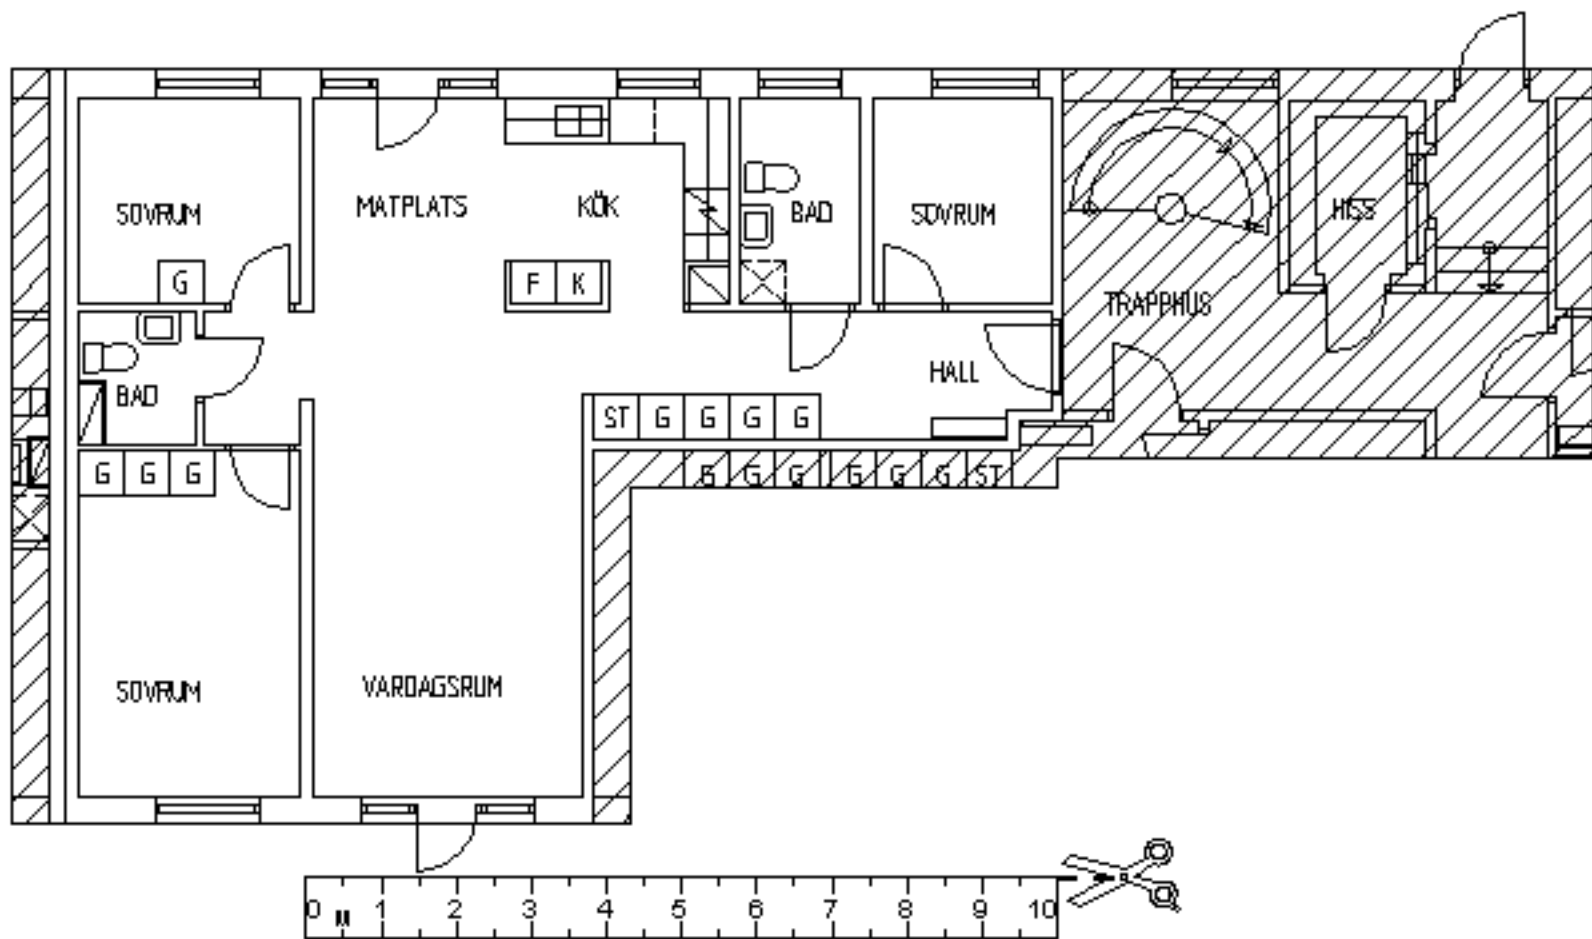 SOVRUM
MATPLATS
KÖK
BAD
SOVRUM
HISS
G
F K
TRAPPHUS
BAD
HALL
ST G G G G
G G G
G G G G G G ST
SOVRUM
VARDAGSRUM
0 M 1 2 3 4 5 6 7 8 9 10